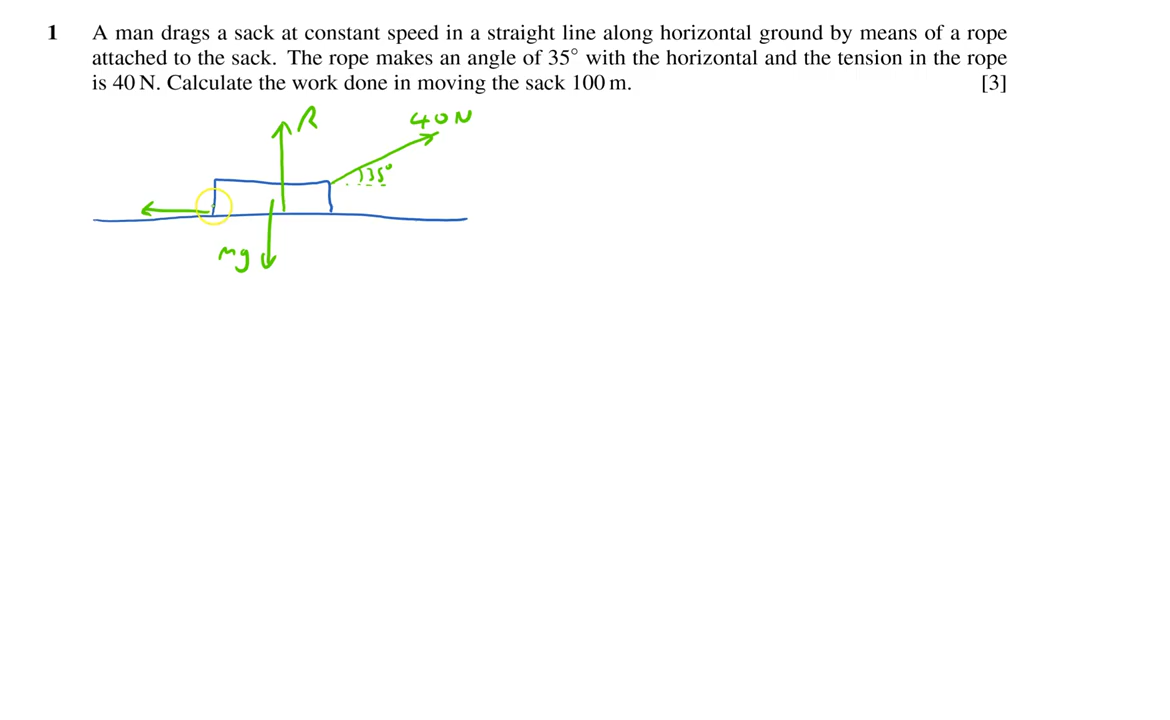 1 A man drags a sack at constant speed in a straight line along horizontal ground by means of a rope
attached to the sack. The rope makes an angle of 35° with the horizontal and the tension in the rope
is 40 N. Calculate the work done in moving the sack 100 m. [3]
R
40N
35°
mg